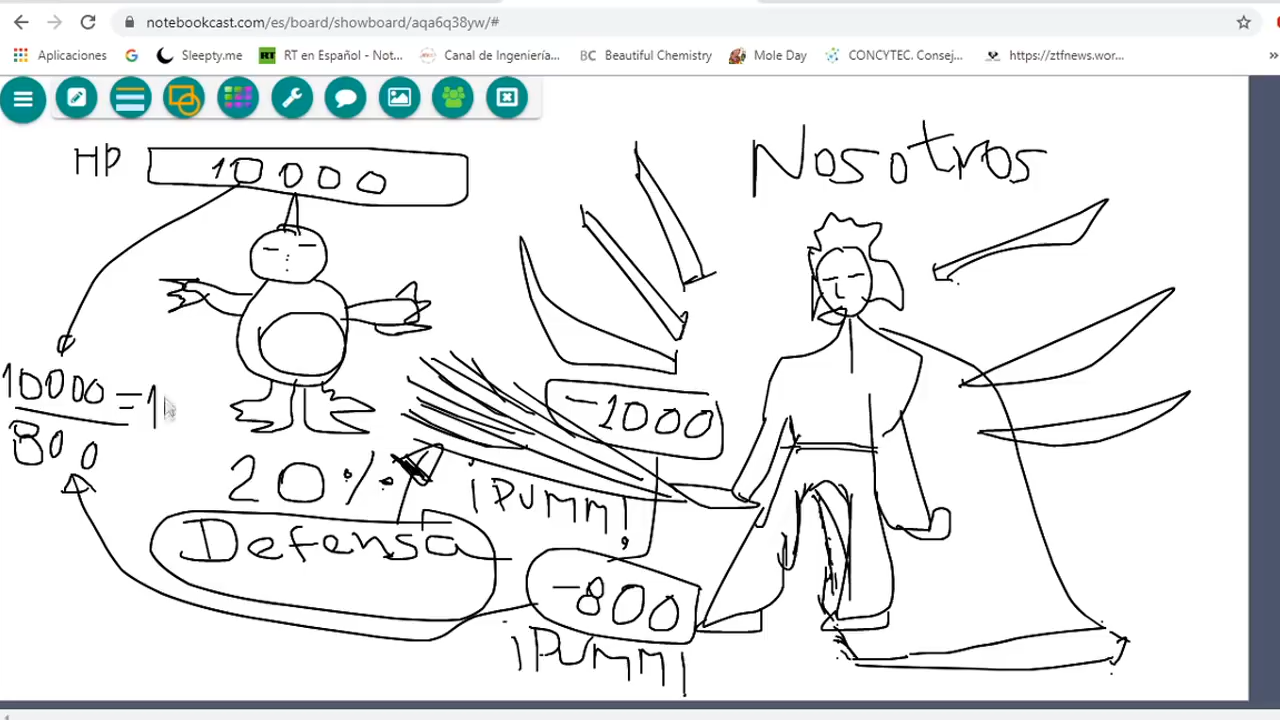 notebookcast.com/es/board/showboard/aqa6q38yw/#
Aplicaciones
Sleepty.me
RT
RT en Español - Not...
Canal de Ingeniería...
BC
Beautiful Chemistry
Mole Day
CONCYTEC. Consej...
https://ztfnews.wor...
»
HP
10000
Nosotros
10000
800
=1
-1000
20%
¡PUMM!
Defensa
-800
¡PUMM!